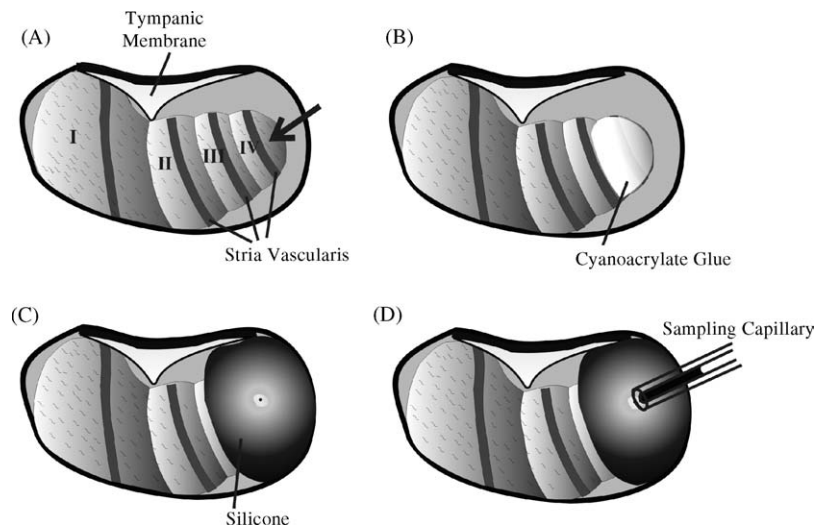 (A)
Tympanic
Membrane
I
II
III
IV
Stria Vascularis
(B)
Cyanoacrylate Glue
(C)
Silicone
(D)
Sampling Capillary